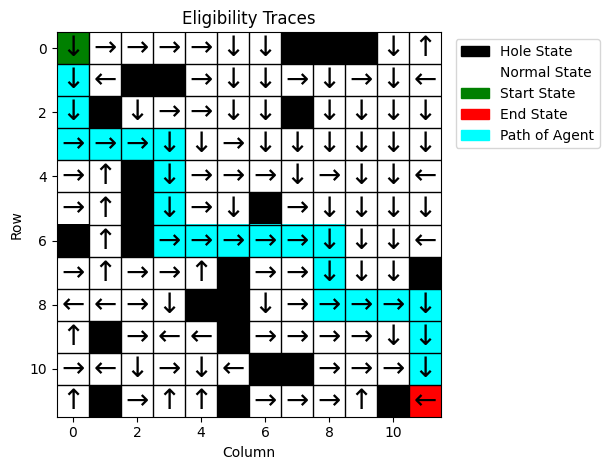 Eligibility Traces
0
2
4
6
8
10
Row
0
2
4
6
8
10
Column
Hole State
Normal State
Start State
End State
Path of Agent